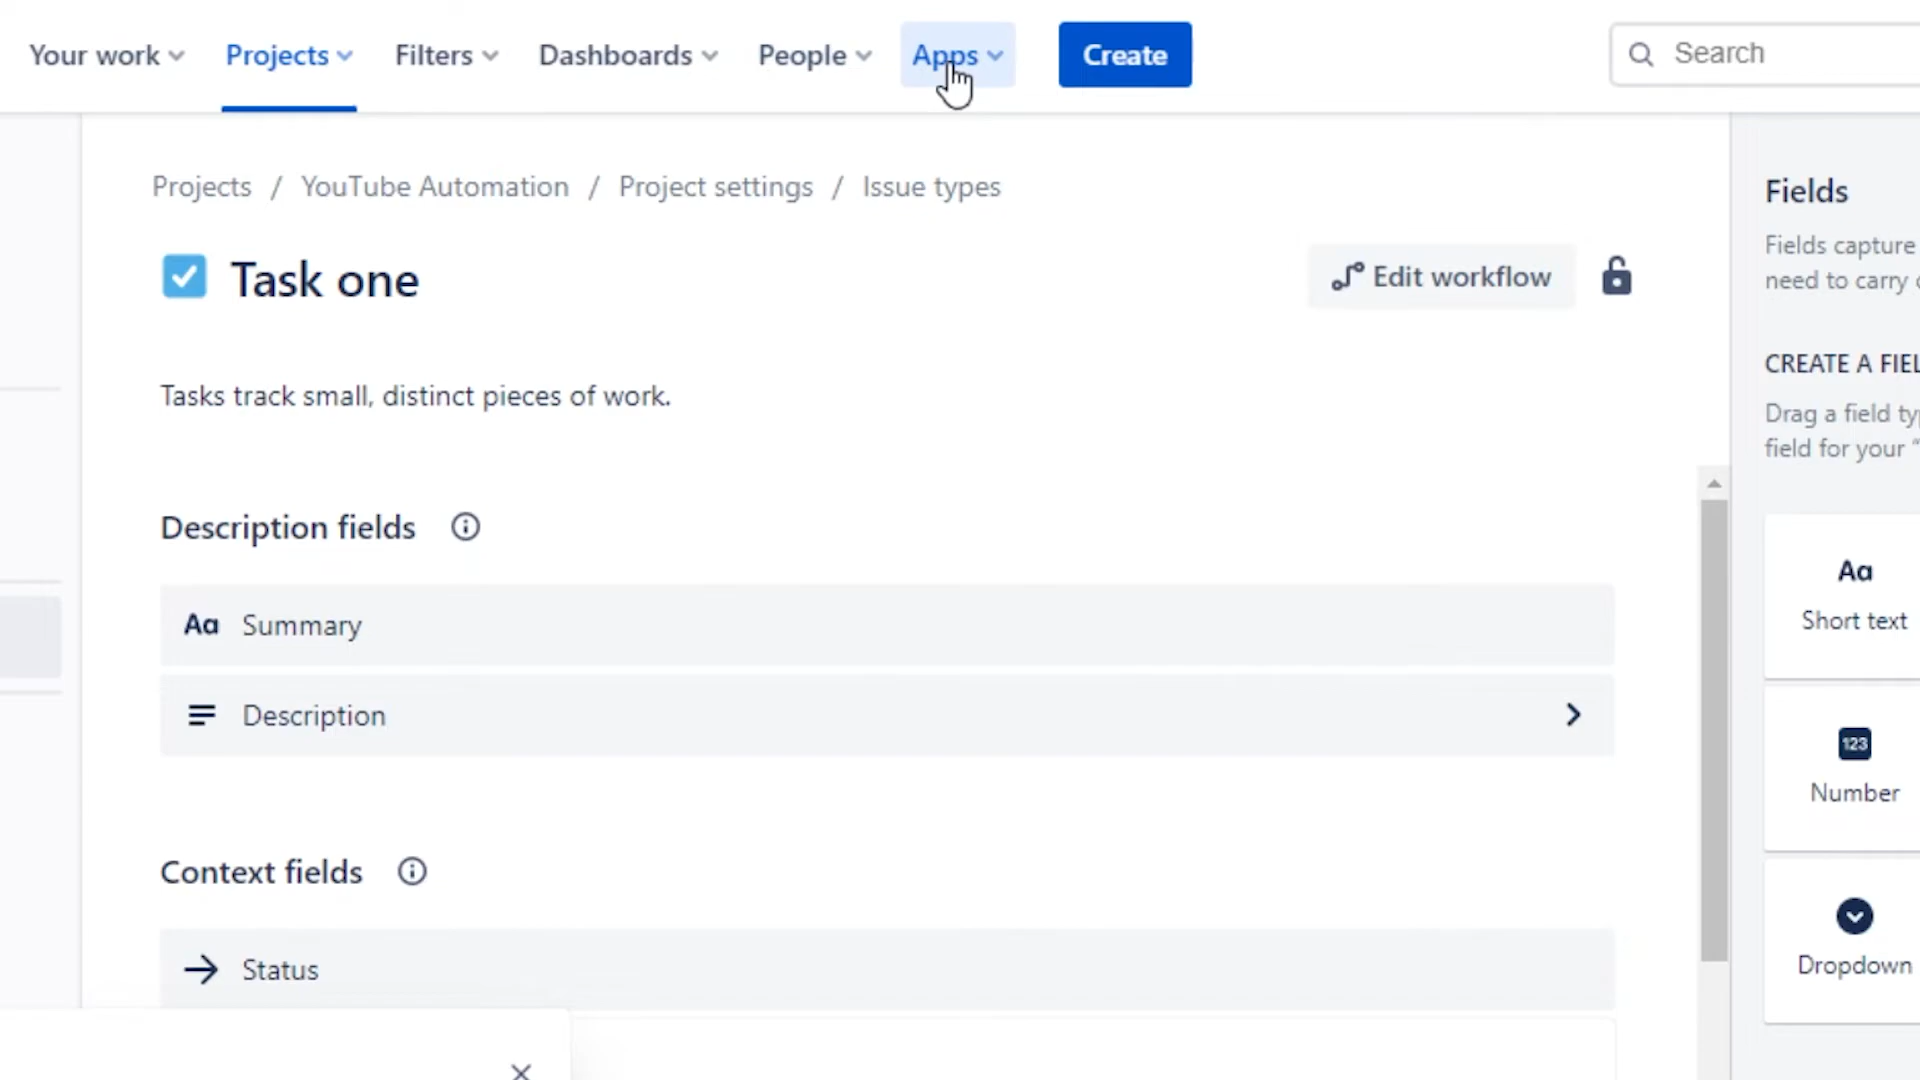 Your work Projects Filters Dashboards People Apps Create Search
Projects / YouTube Automation / Project settings / Issue types
Task one
Edit workflow
Tasks track small, distinct pieces of work.
Description fields
Aa Summary
Description
Context fields
Status
Fields
Fields capture
need to carry
CREATE A
Drag a field
field for your "
Aa
Short text
123
Number
Dropdown